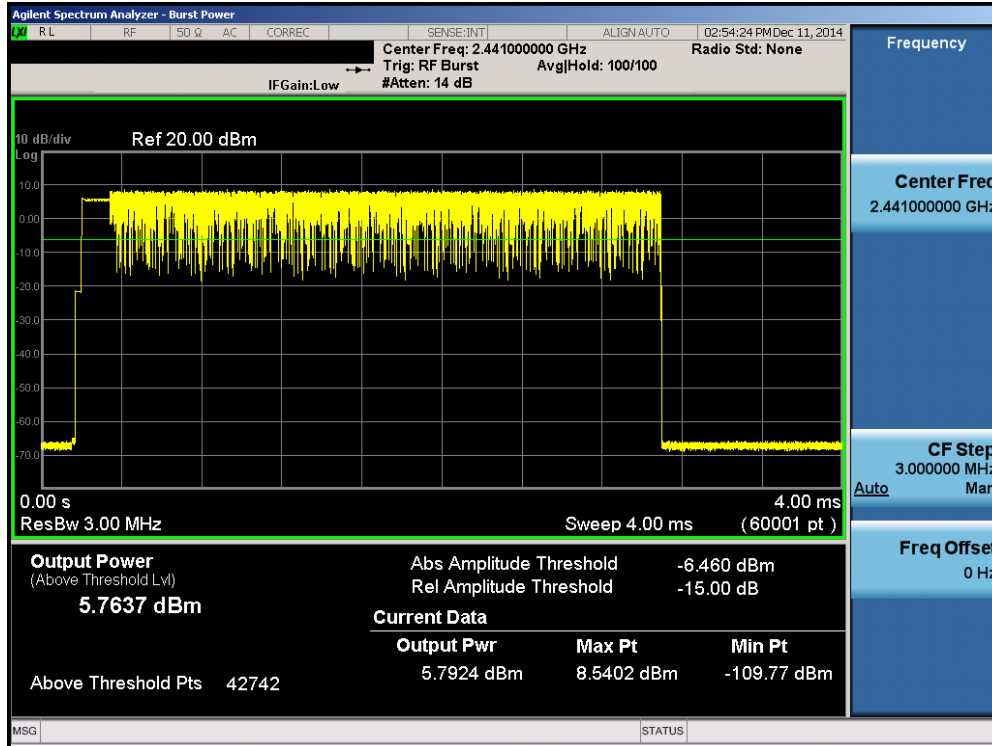 Agilent Spectrum Analyzer - Burst Power
LXI RL RF 50 Ω AC CORREC SENSE:INT ALIGN AUTO 02:54:24 PM Dec 11, 2014
Center Freq: 2.441000000 GHz Radio Std: None
Trig: RF Burst Avg|Hold: 100/100
IFGain:Low #Atten: 14 dB
10 dB/div Ref 20.00 dBm
Log
10.0
0.00
-10.0
-20.0
-30.0
-40.0
-50.0
-60.0
-70.0
0.00 s 4.00 ms
ResBw 3.00 MHz Sweep 4.00 ms (60001 pt )
Output Power
(Above Threshold Lvl)
5.7637 dBm
Above Threshold Pts 42742
Abs Amplitude Threshold -6.460 dBm
Rel Amplitude Threshold -15.00 dB
Current Data
Output Pwr Max Pt Min Pt
5.7924 dBm 8.5402 dBm -109.77 dBm
MSG STATUS
Frequency
Center Freq
2.441000000 GHz
CF Step
3.000000 MHz
Auto Man
Freq Offset
0 Hz